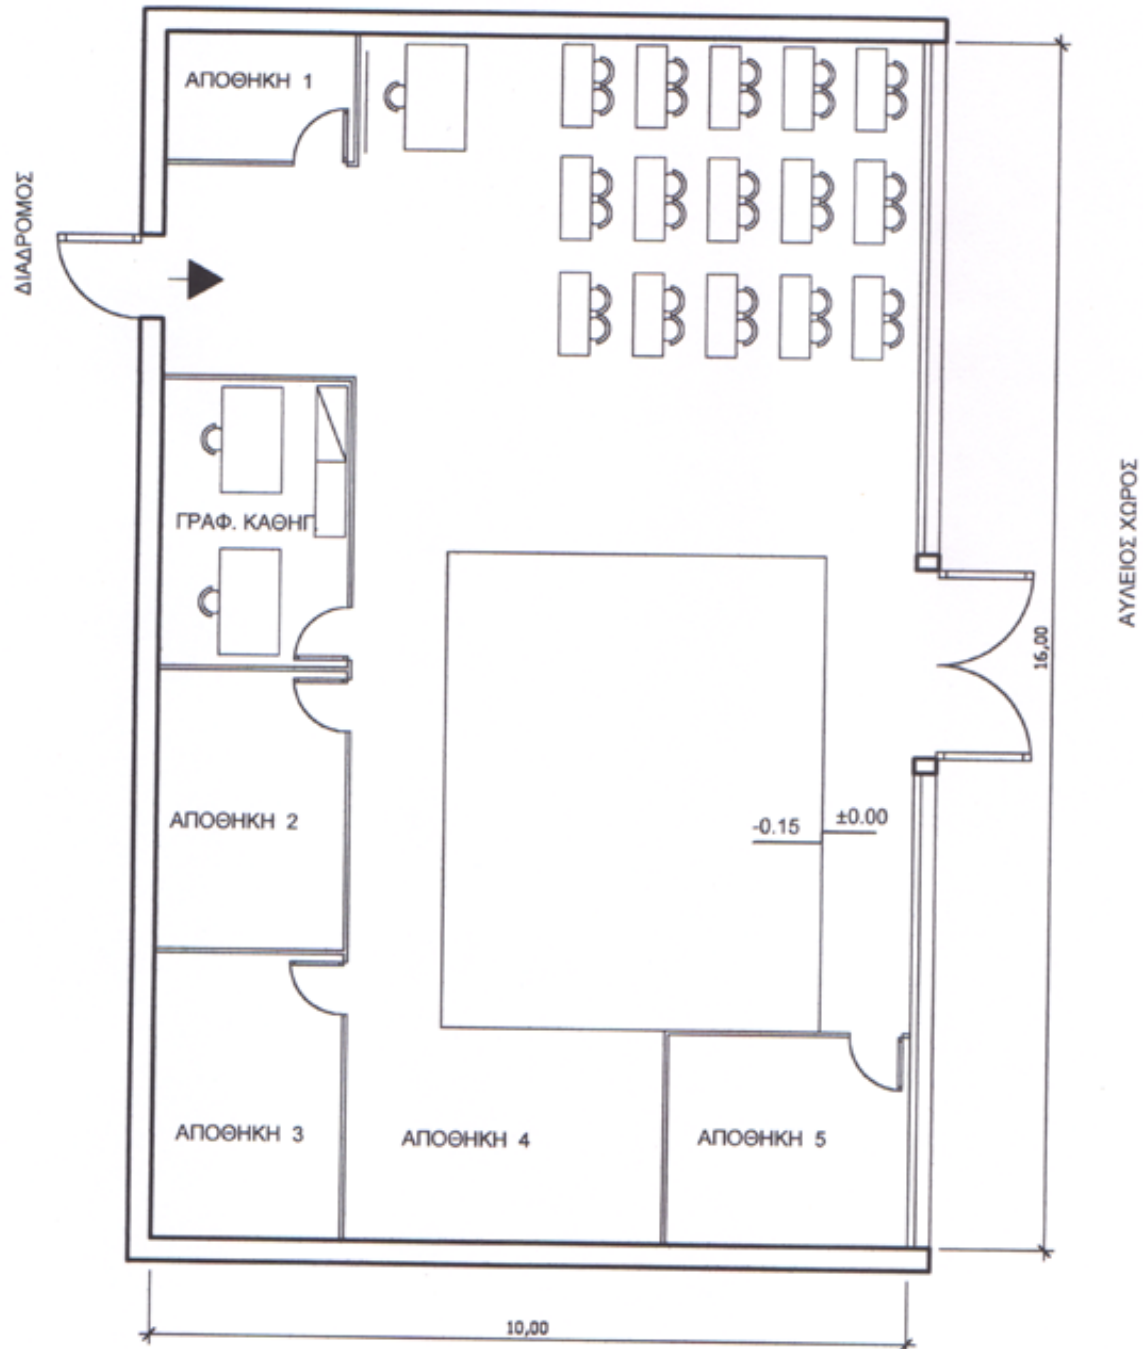 ΑΠΟΘΗΚΗ 1
ΔΙΑΔΡΟΜΟΣ
ΓΡΑΦ. ΚΑΘΗΓ.
ΑΥΛΕΙΟΣ ΧΩΡΟΣ
16,00
ΑΠΟΘΗΚΗ 2
-0.15
±0.00
ΑΠΟΘΗΚΗ 3
ΑΠΟΘΗΚΗ 4
ΑΠΟΘΗΚΗ 5
10,00